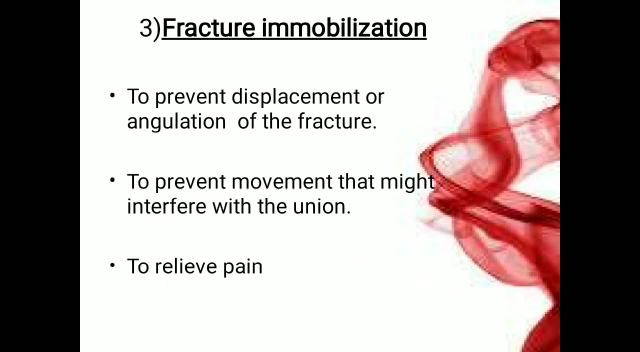 3)Fracture immobilization
• To prevent displacement or
angulation of the fracture.
• To prevent movement that might
interfere with the union.
• To relieve pain